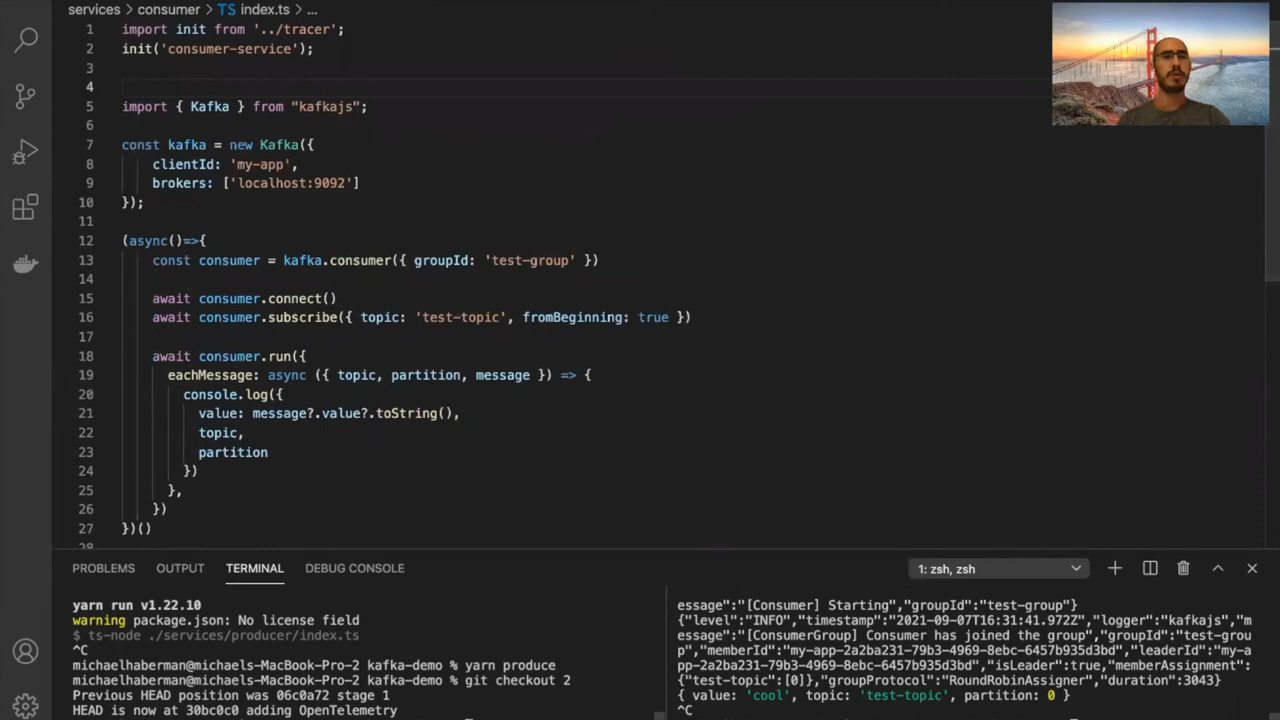 services > consumer > TS index.ts > ...
1 import init from '../tracer';
2 init('consumer-service');
3
4
5 import { Kafka } from "kafkajs";
6
7 const kafka = new Kafka({
8 clientId: 'my-app',
9 brokers: ['localhost:9092']
10 });
11
12 (async()=>{
13 const consumer = kafka.consumer({ groupId: 'test-group' })
14
15 await consumer.connect()
16 await consumer.subscribe({ topic: 'test-topic', fromBeginning: true })
17
18 await consumer.run({
19 eachMessage: async ({ topic, partition, message }) => {
20 console.log({
21 value: message?.value?.toString(),
22 topic,
23 partition
24 })
25 },
26 })
27 })()
28
PROBLEMS OUTPUT TERMINAL DEBUG CONSOLE 1: zsh, zsh
yarn run v1.22.10
warning package.json: No license field
$ ts-node ./services/producer/index.ts
^C
michaelhaberman@michaels-MacBook-Pro-2 kafka-demo % yarn produce
michaelhaberman@michaels-MacBook-Pro-2 kafka-demo % git checkout 2
Previous HEAD position was 06c0a72 stage 1
HEAD is now at 30bc0c0 adding OpenTelemetry
essage":"[Consumer] Starting","groupId":"test-group"}
{"level":"INFO","timestamp":"2021-09-07T16:31:41.972Z","logger":"kafkajs","m
essage":"[ConsumerGroup] Consumer has joined the group","groupId":"test-grou
p","memberId":"my-app-2a2ba231-79b3-4969-8ebc-6457b935d3bd","leaderId":"my-a
pp-2a2ba231-79b3-4969-8ebc-6457b935d3bd","isLeader":true,"memberAssignment":
{"test-topic":[0]},"groupProtocol":"RoundRobinAssigner","duration":3043}
{ value: 'cool', topic: 'test-topic', partition: 0 }
^C